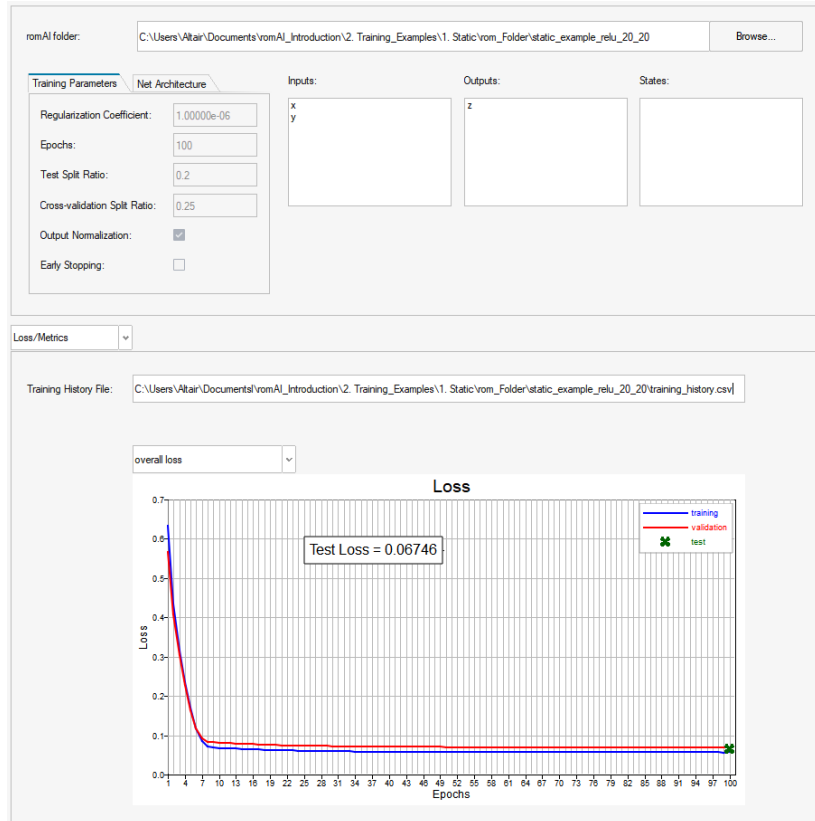 romAI folder: C:\Users\Altair\Documents\romAI_Introduction\2. Training_Examples\1. Static\rom_Folder\static_example_relu_20_20 Browse...
Training Parameters Net Architecture Inputs: Outputs: States:
Regularization Coefficient: 1.00000e-06 x z
y
Epochs: 100
Test Split Ratio: 0.2
Cross-validation Split Ratio: 0.25
Output Normalization:
Early Stopping:
Loss/Metrics
Training History File: C:\Users\Altair\Documentsl\romAI_Introduction\2. Training_Examples\1. Static\rom_Folder\static_example_relu_20_20\training_history.csv
overall loss
Loss
0.7
training
validation
test
0.6
Test Loss = 0.06746
0.5
0.4
Loss
0.3
0.2
0.1
0.0
1 4 7 10 13 16 19 22 25 28 31 34 37 40 43 46 49 52 55 58 61 64 67 70 73 76 79 82 85 88 91 94 97 100
Epochs